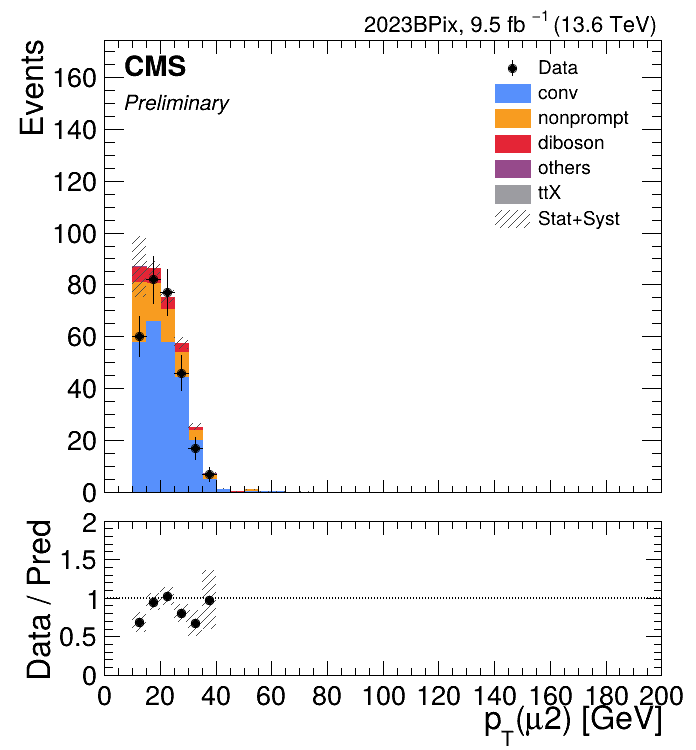 2023BPix, 9.5 fb⁻¹ (13.6 TeV)
CMS
Preliminary
Events
160
140
120
100
80
60
40
20
0
Data
conv
nonprompt
diboson
others
ttX
Stat+Syst
Data / Pred
2
1.5
1
0.5
0
0 20 40 60 80 100 120 140 160 180 200
p_T(μ2) [GeV]